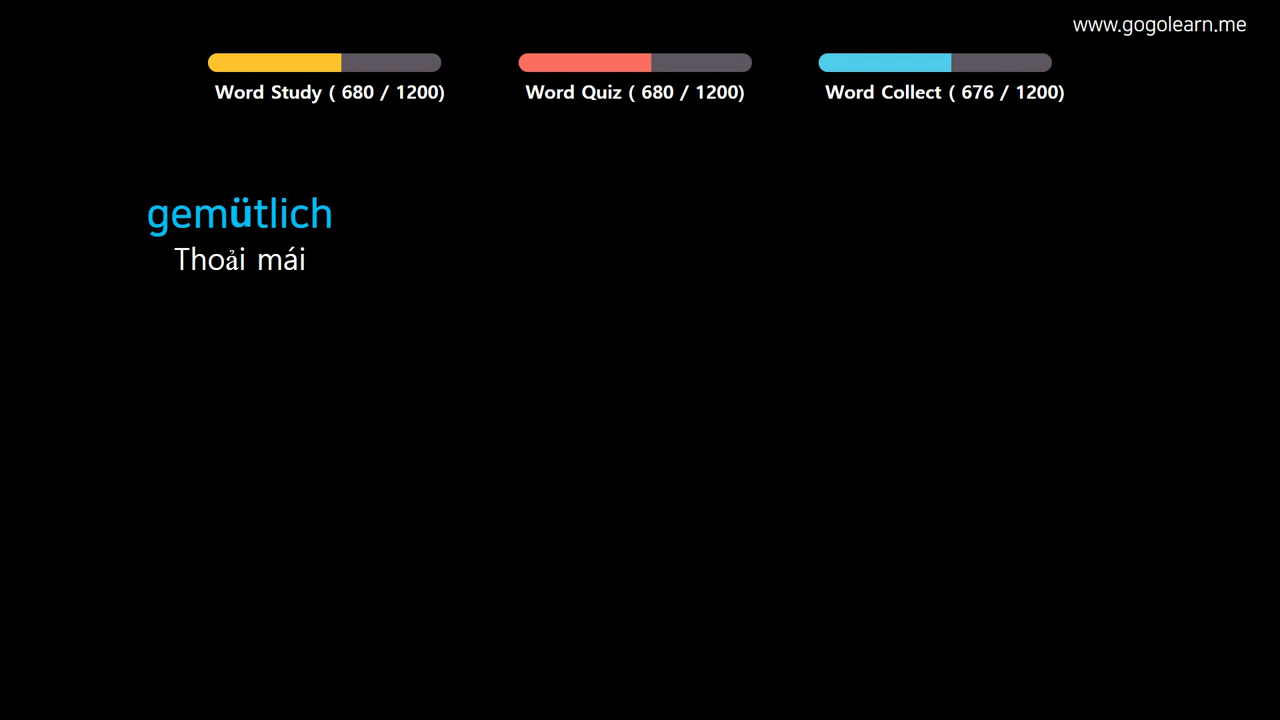 www.gogolearn.me
Word Study ( 680 / 1200)
Word Quiz ( 680 / 1200)
Word Collect ( 676 / 1200)
gemütlich
Thoải mái